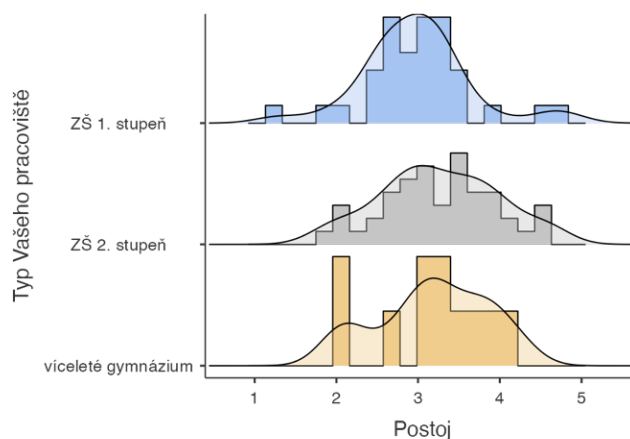 Typ Vašeho pracoviště
ZŠ 1. stupeň
ZŠ 2. stupeň
víceleté gymnázium
1 2 3 4 5
Postoj